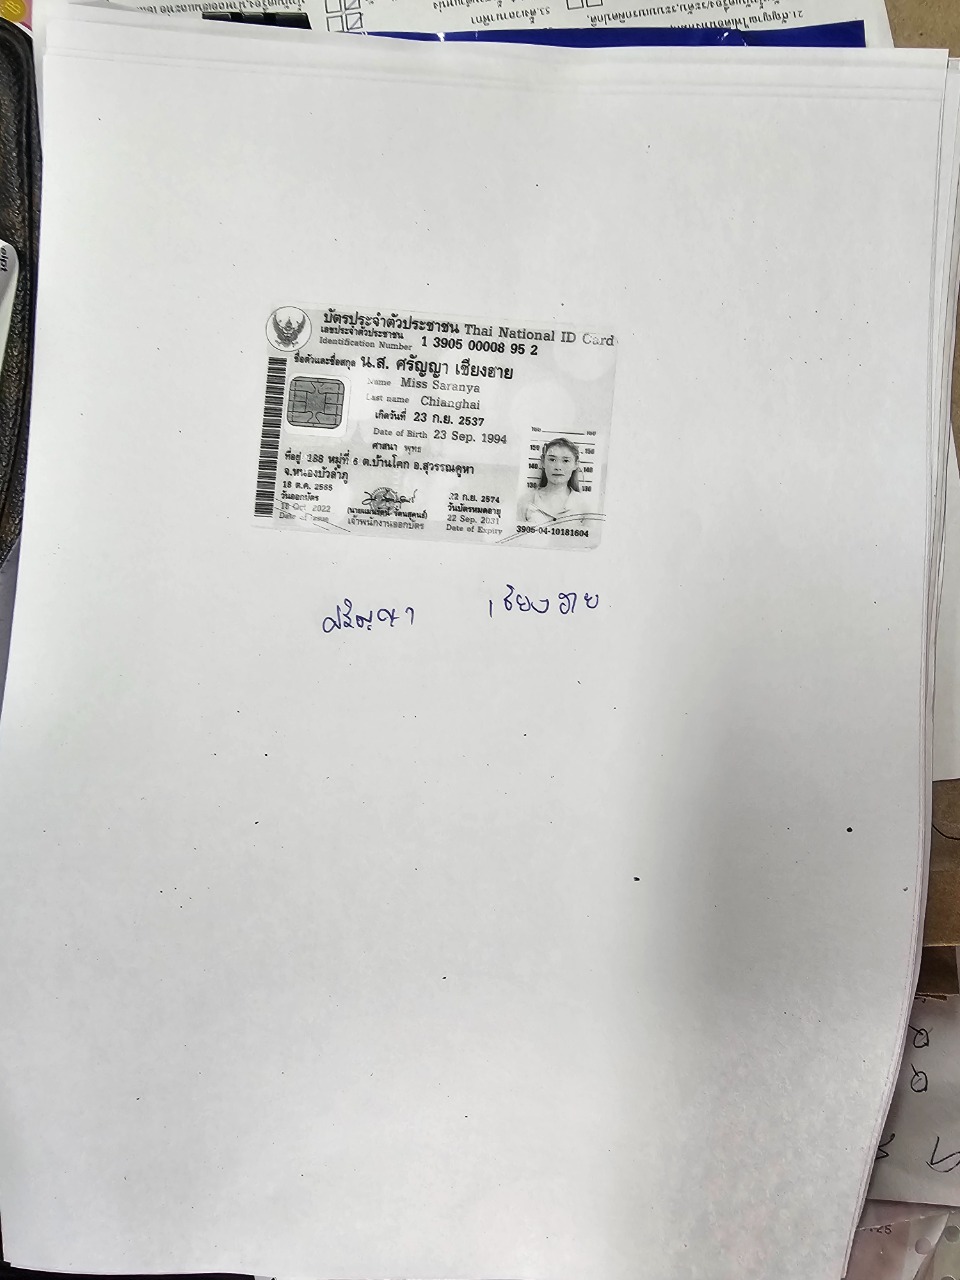 บัตรประจำตัวประชาชน Thai National ID Card
เลขประจำตัวประชาชน
Identification Number 1 3905 00008 95 2
ชื่อตัวและชื่อสกุล น.ส. ศรัญญา เชียงฮาย
Name Miss Saranya
Last name Chianghai
เกิดวันที่ 23 ก.ย. 2537
Date of Birth 23 Sep. 1994
ศาสนา พุทธ
ที่อยู่ 188 หมู่ที่ 6 ต.บ้านโคก อ.สุวรรณคูหา
จ.หนองบัวลำภู
18 ต.ค. 2565
วันออกบัตร
18 Oct. 2022
Date of Issue
เจ้าพนักงานออกบัตร
22 ก.ย. 2574
วันบัตรหมดอายุ
22 Sep. 2031
Date of Expiry
3905-04-10181604
ศรัญญา เชียงฮาย